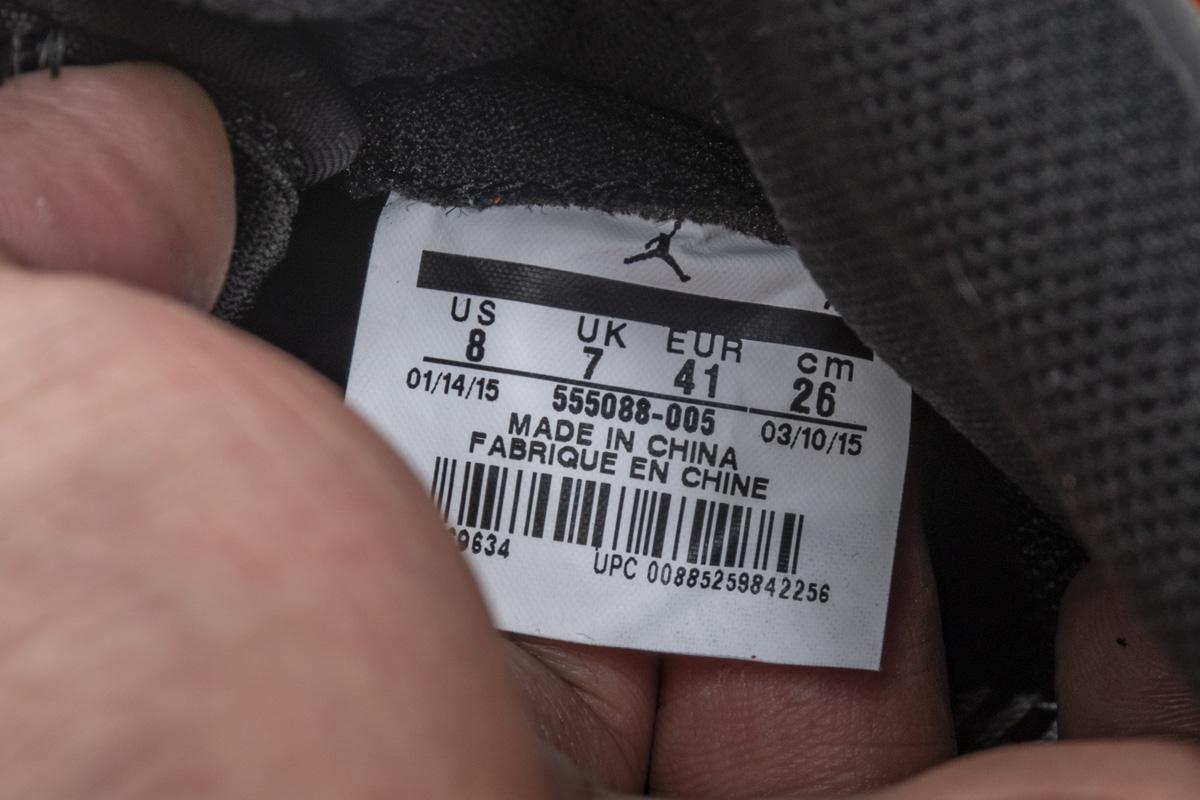 US UK EUR cm
8 7 41 26
01/14/15 555088-005 03/10/15
MADE IN CHINA
FABRIQUE EN CHINE
9634 UPC 00885259842256